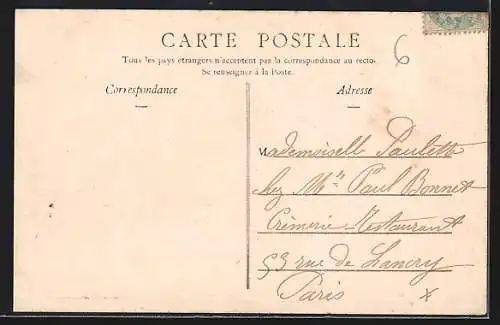 CARTE POSTALE
6
Tous les pays étrangers n'acceptent pas la correspondance au recto
Se renseigner à la Poste.
Correspondance
Adresse
Mademoiselle Paulette
chez Mr Paul Bonnet
Crèmerie-Restaurant
53 rue de Lancry
Paris